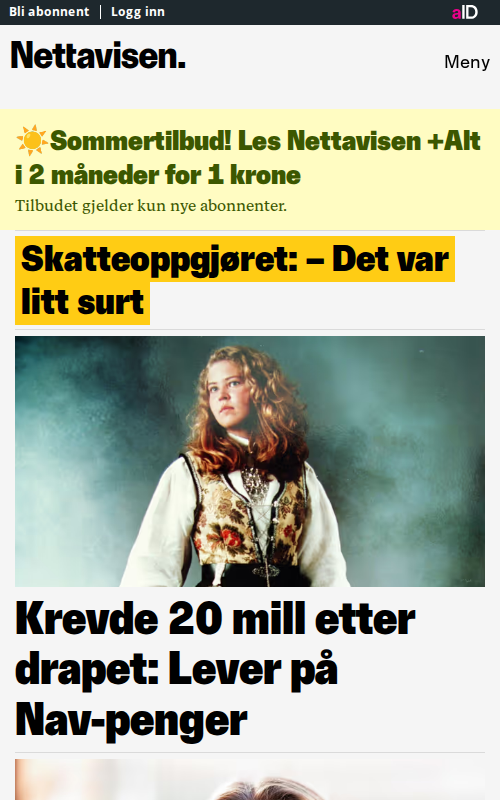 Bli abonnent | Logg inn
aID
Nettavisen.
Meny
☀️Sommertilbud! Les Nettavisen +Alt
i 2 måneder for 1 krone
Tilbudet gjelder kun nye abonnenter.
Skatteoppgjøret: – Det var
litt surt
Krevde 20 mill etter
drapet: Lever på
Nav-penger